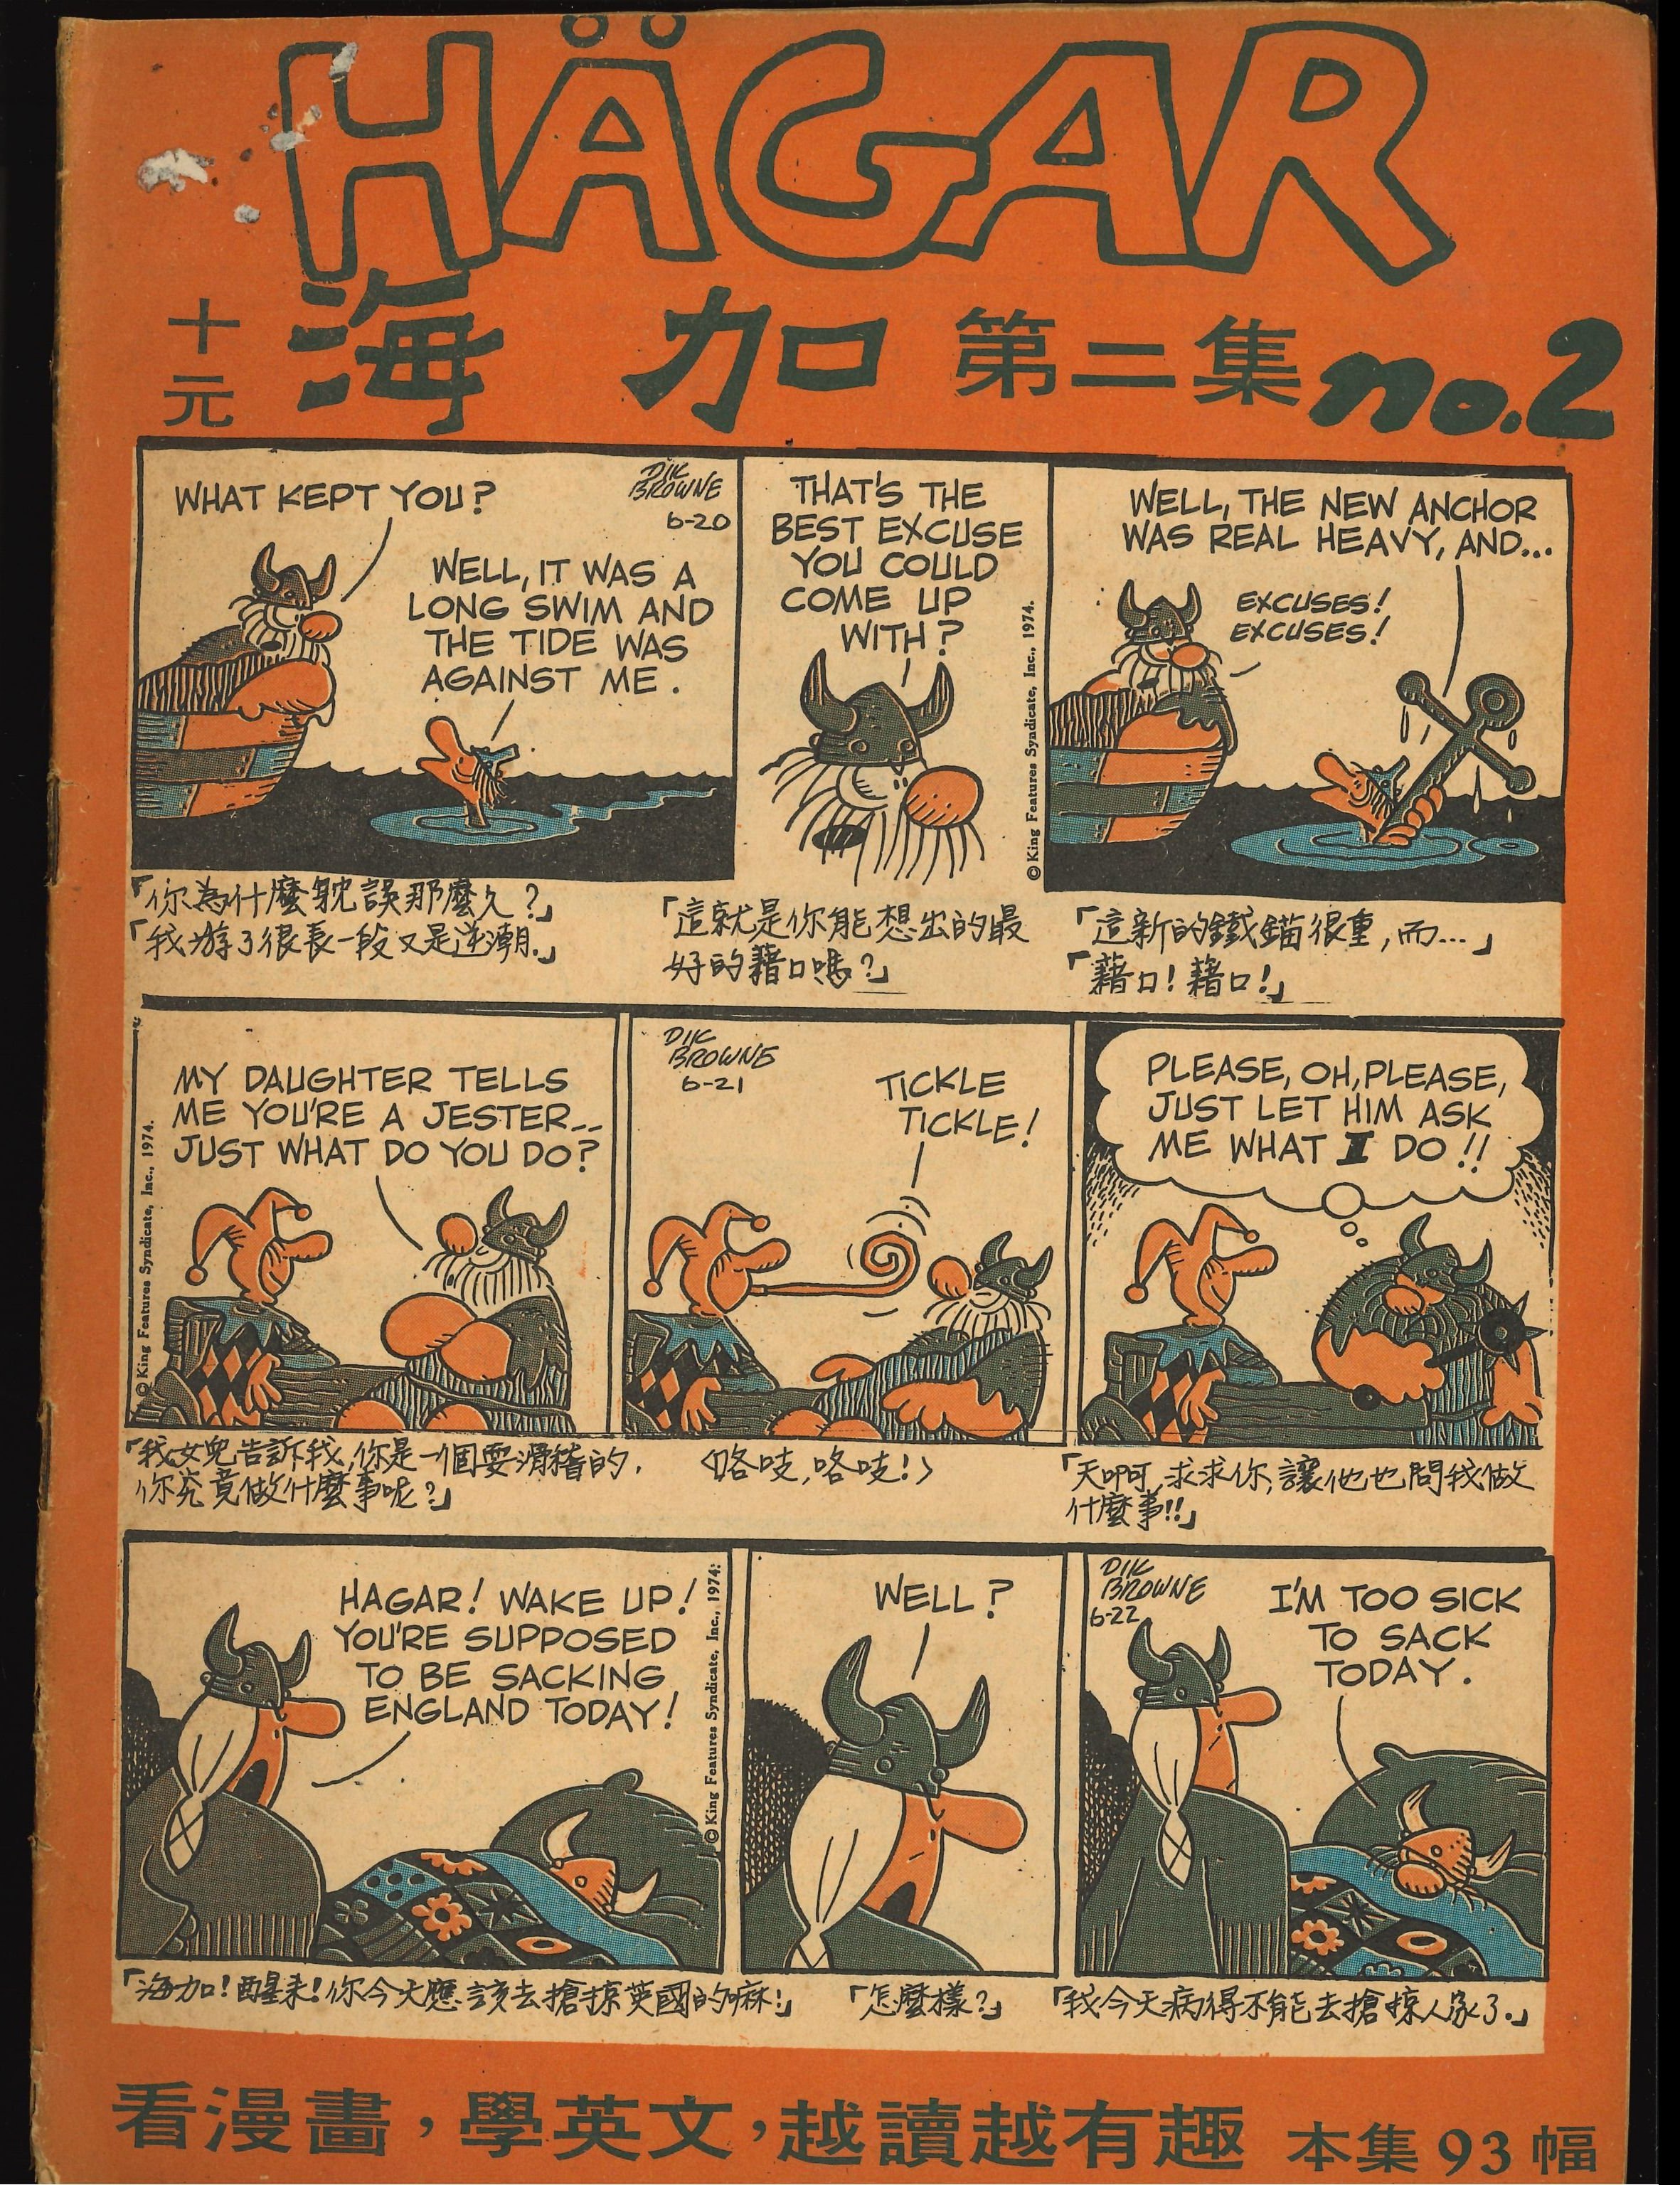 HÄGAR
十元
海加 第二集 no.2
WHAT KEPT YOU?
DIK
BROWNE
6-20
WELL, IT WAS A
LONG SWIM AND
THE TIDE WAS
AGAINST ME.
THAT'S THE
BEST EXCUSE
YOU COULD
COME UP
WITH?
© King Features Syndicate, Inc., 1974.
WELL, THE NEW ANCHOR
WAS REAL HEAVY, AND...
EXCUSES!
EXCUSES!
「你為什麼躭誤那麼久?」
「我游了很長一段又是逆潮.」
「這就是你能想出的最
好的藉口嗎?」
「這新的鐵錨很重,而...」
「藉口!藉口!」
MY DAUGHTER TELLS
ME YOU'RE A JESTER--
JUST WHAT DO YOU DO?
© King Features Syndicate, Inc., 1974.
DIK
BROWNE
6-21
TICKLE
TICKLE!
PLEASE, OH, PLEASE,
JUST LET HIM ASK
ME WHAT I DO!!
「我女兒告訴我,你是一個耍滑稽的.
你究竟做什麼事呢?」
〈咯吱,咯吱!〉
「天啊,求求你,讓他也問我做
什麼事!!」
HAGAR! WAKE UP!
YOU'RE SUPPOSED
TO BE SACKING
ENGLAND TODAY!
© King Features Syndicate, Inc., 1974.
WELL?
DIK
BROWNE
6-22
I'M TOO SICK
TO SACK
TODAY.
「海加!醒来!你今天應該去搶掠英國的嘛!」
「怎麼樣?」
「我今天病得不能去搶掠人家了.」
看漫畫,學英文,越讀越有趣 本集93幅